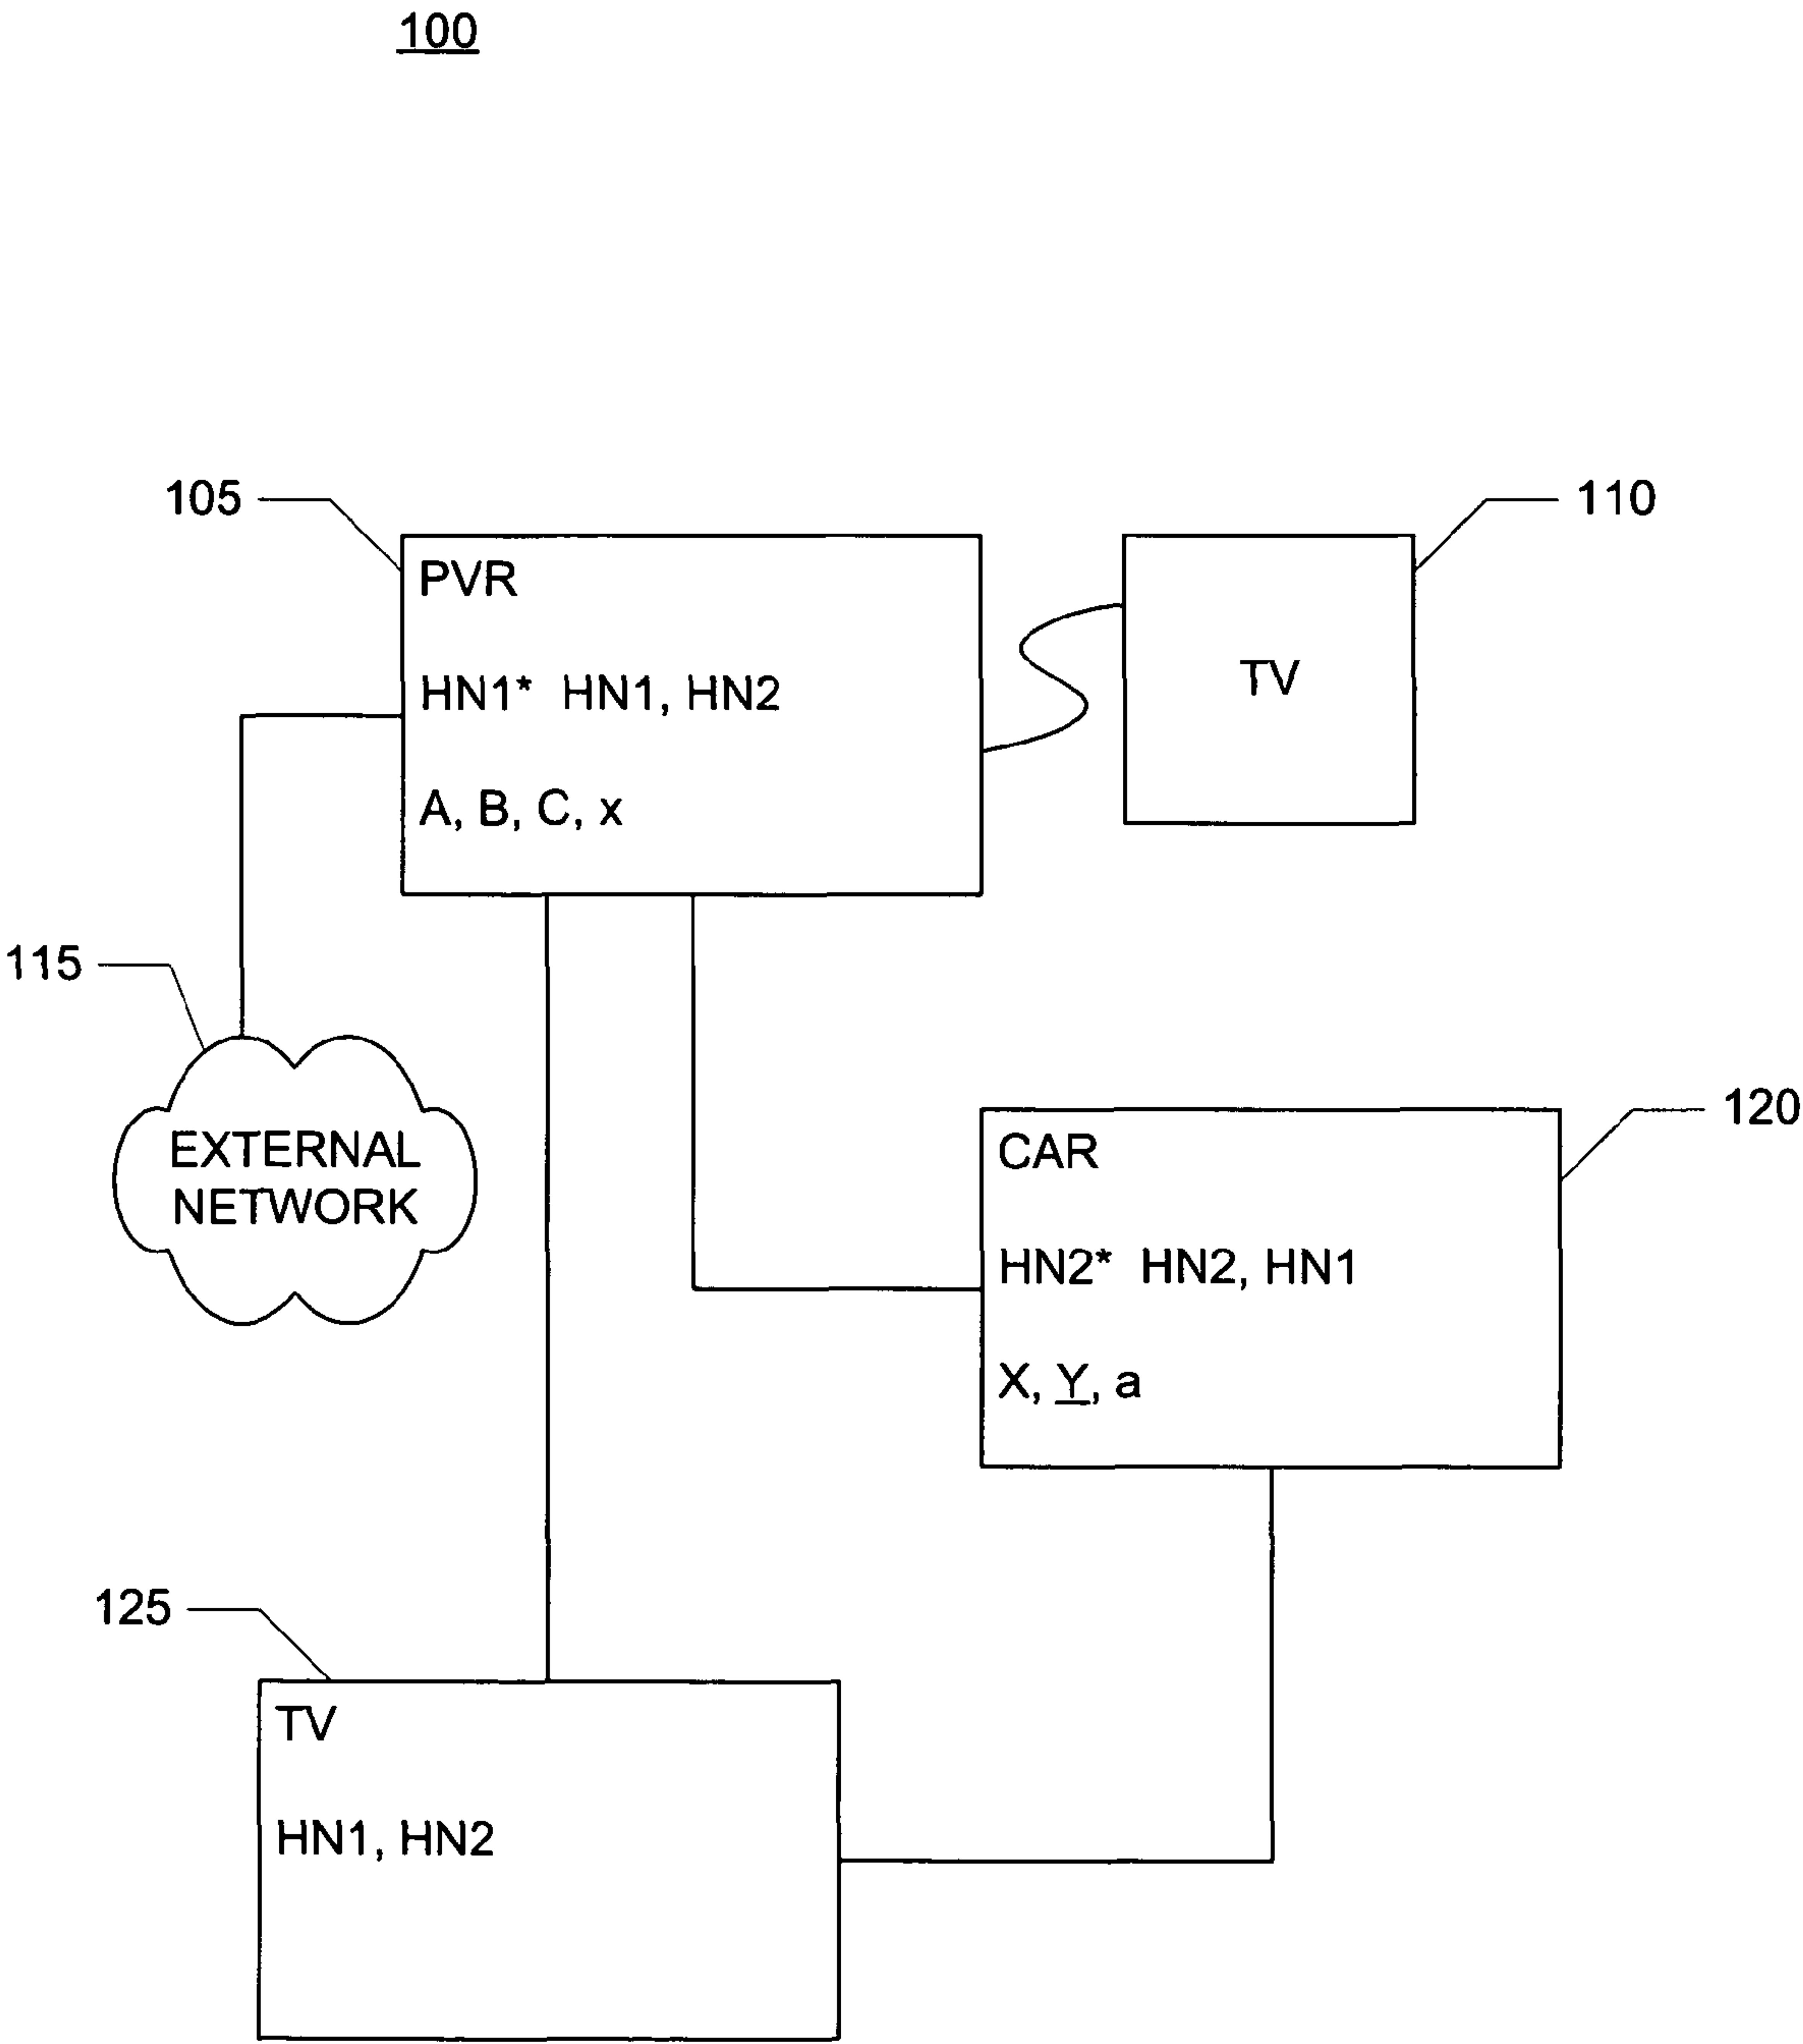 100
105
110
PVR
HN1* HN1, HN2
A, B, C, x
TV
115
EXTERNAL
NETWORK
120
CAR
HN2* HN2, HN1
X, Y, a
125
TV
HN1, HN2